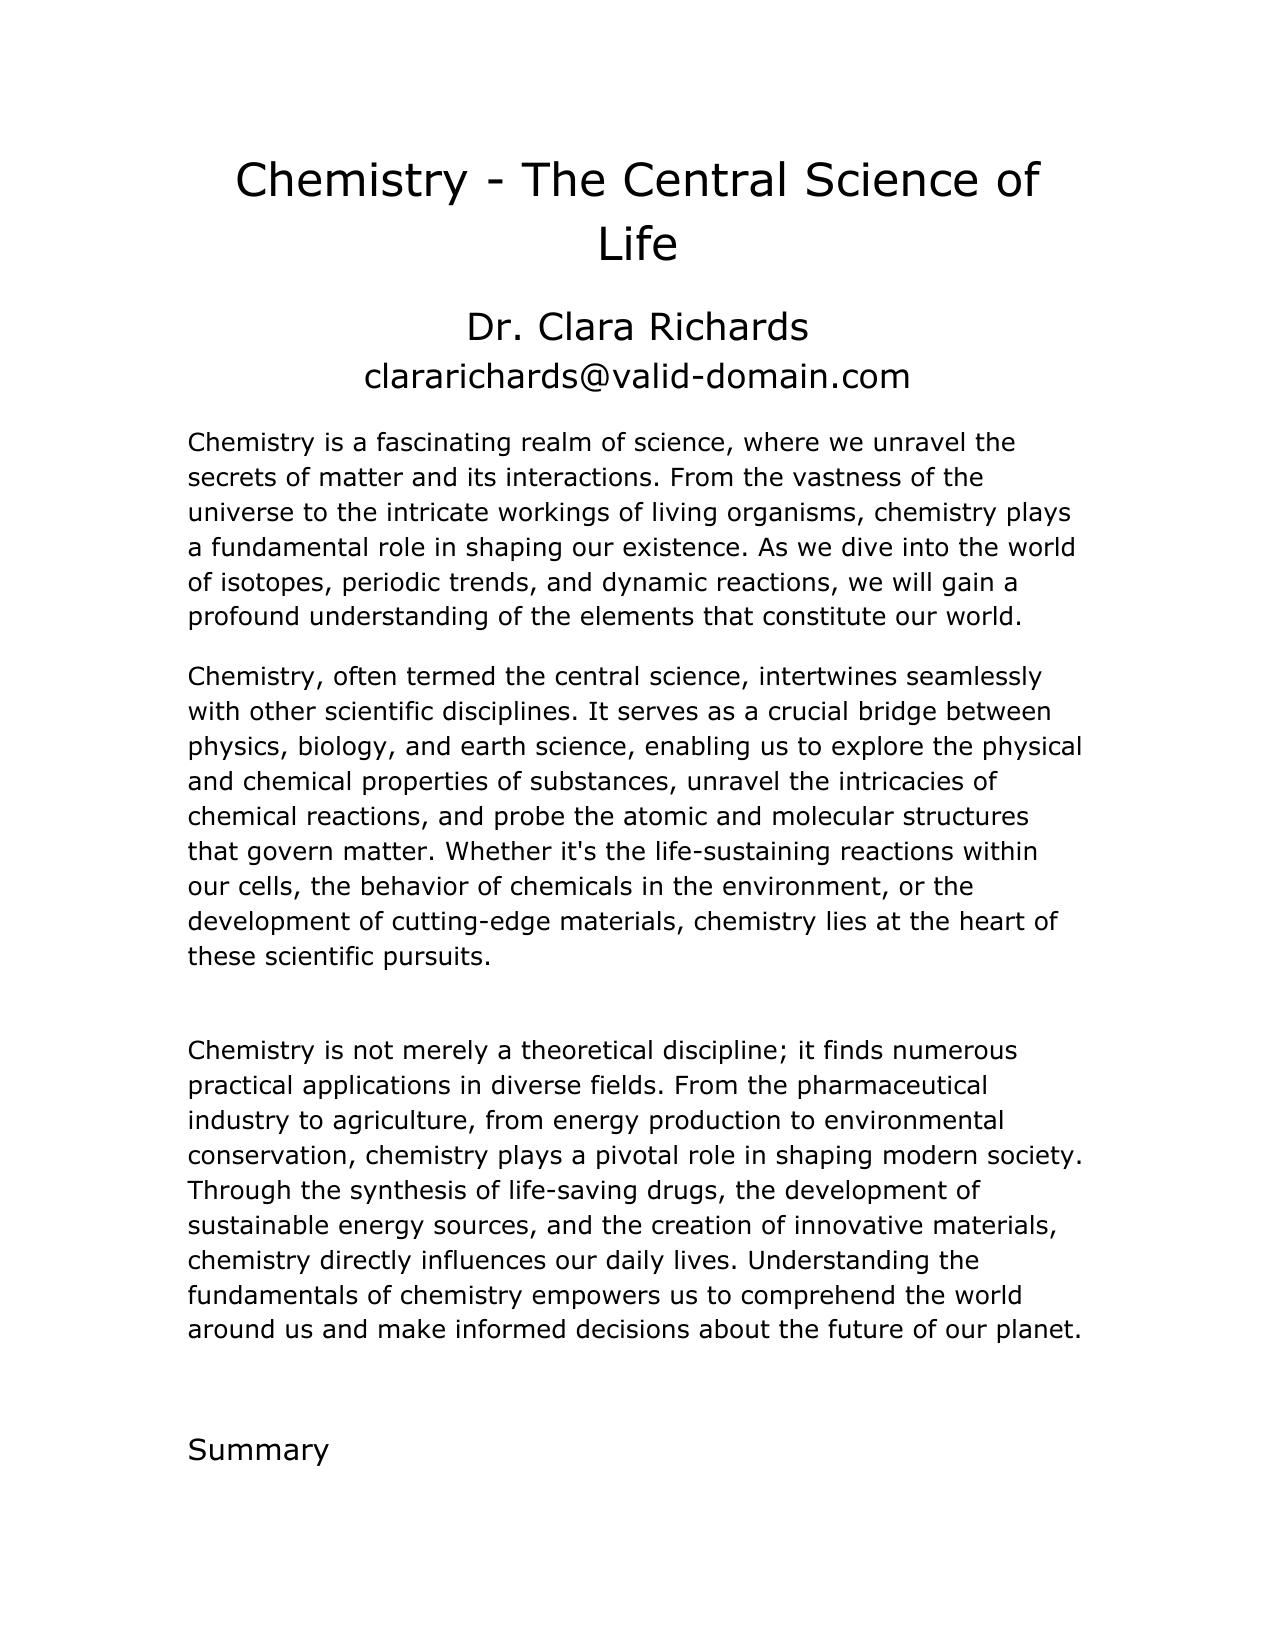 Chemistry - The Central Science of
Life
Dr. Clara Richards
clararichards@valid-domain.com
Chemistry is a fascinating realm of science, where we unravel the
secrets of matter and its interactions. From the vastness of the
universe to the intricate workings of living organisms, chemistry plays
a fundamental role in shaping our existence. As we dive into the world
of isotopes, periodic trends, and dynamic reactions, we will gain a
profound understanding of the elements that constitute our world.
Chemistry, often termed the central science, intertwines seamlessly
with other scientific disciplines. It serves as a crucial bridge between
physics, biology, and earth science, enabling us to explore the physical
and chemical properties of substances, unravel the intricacies of
chemical reactions, and probe the atomic and molecular structures
that govern matter. Whether it's the life-sustaining reactions within
our cells, the behavior of chemicals in the environment, or the
development of cutting-edge materials, chemistry lies at the heart of
these scientific pursuits.
Chemistry is not merely a theoretical discipline; it finds numerous
practical applications in diverse fields. From the pharmaceutical
industry to agriculture, from energy production to environmental
conservation, chemistry plays a pivotal role in shaping modern society.
Through the synthesis of life-saving drugs, the development of
sustainable energy sources, and the creation of innovative materials,
chemistry directly influences our daily lives. Understanding the
fundamentals of chemistry empowers us to comprehend the world
around us and make informed decisions about the future of our planet.
Summary